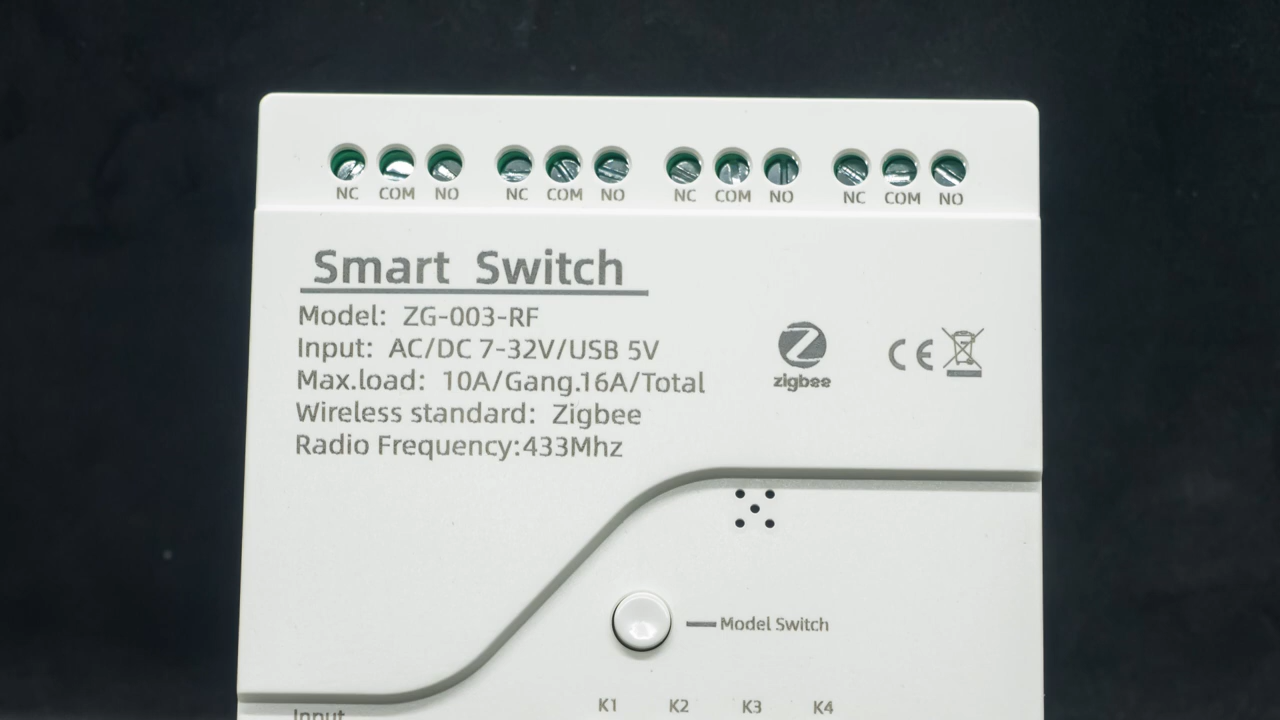 NC COM NO NC COM NO NC COM NO NC COM NO
Smart Switch
Model: ZG-003-RF
Input: AC/DC 7-32V/USB 5V
Max.load: 10A/Gang.16A/Total
Wireless standard: Zigbee
Radio Frequency:433Mhz
zigbee
CE
Model Switch
K1 K2 K3 K4
Input